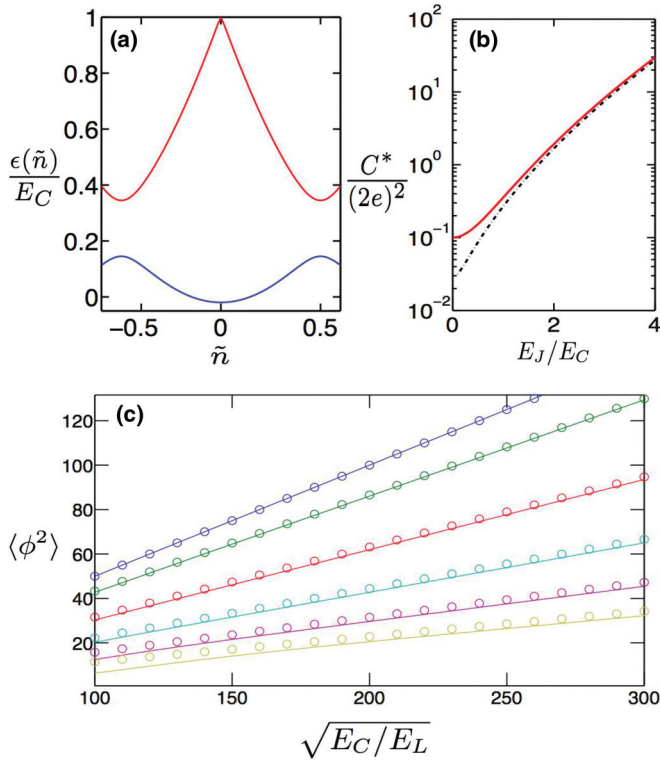 (a)
1
0.8
0.6
0.4
0.2
0
ϵ(ñ)
E_C
−0.5 0 0.5
ñ
(b)
10^2
10^1
10^0
10^-1
10^-2
C*
(2e)^2
0 2 4
E_J/E_C
(c)
120
100
80
60
40
20
⟨ϕ^2⟩
100 150 200 250 300
√E_C/E_L